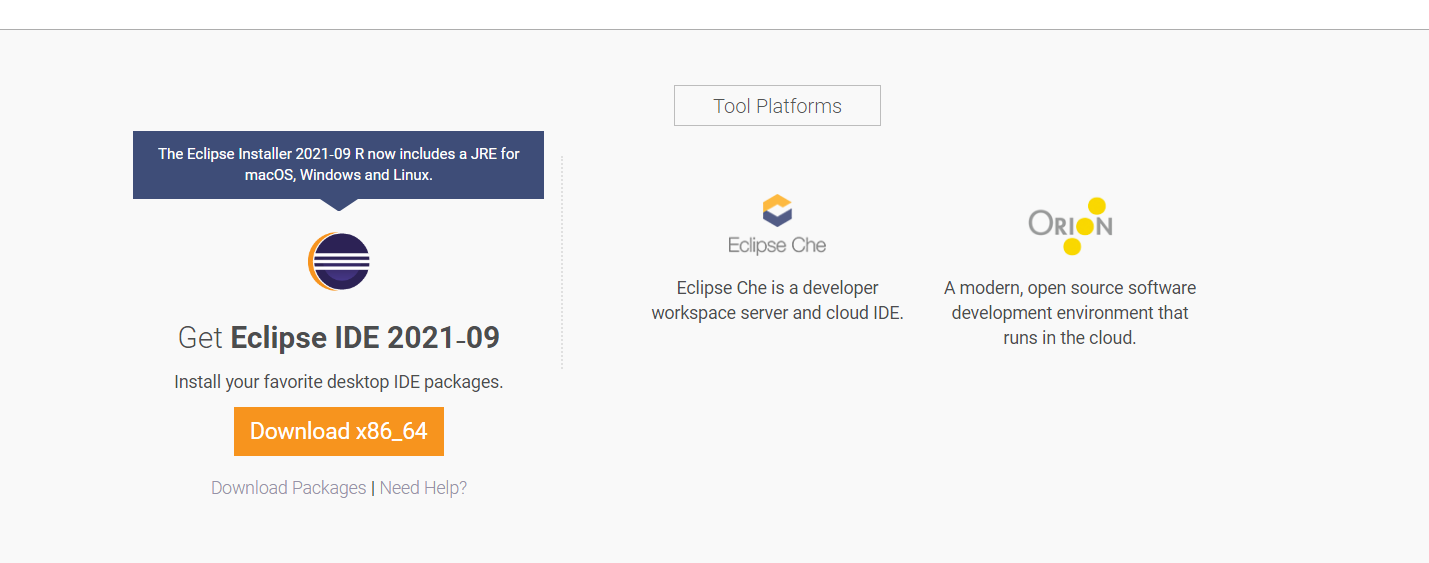 The Eclipse Installer 2021-09 R now includes a JRE for
macOS, Windows and Linux.
Get Eclipse IDE 2021-09
Install your favorite desktop IDE packages.
Download x86_64
Download Packages | Need Help?
Tool Platforms
Eclipse Che
Eclipse Che is a developer
workspace server and cloud IDE.
ORION
A modern, open source software
development environment that
runs in the cloud.